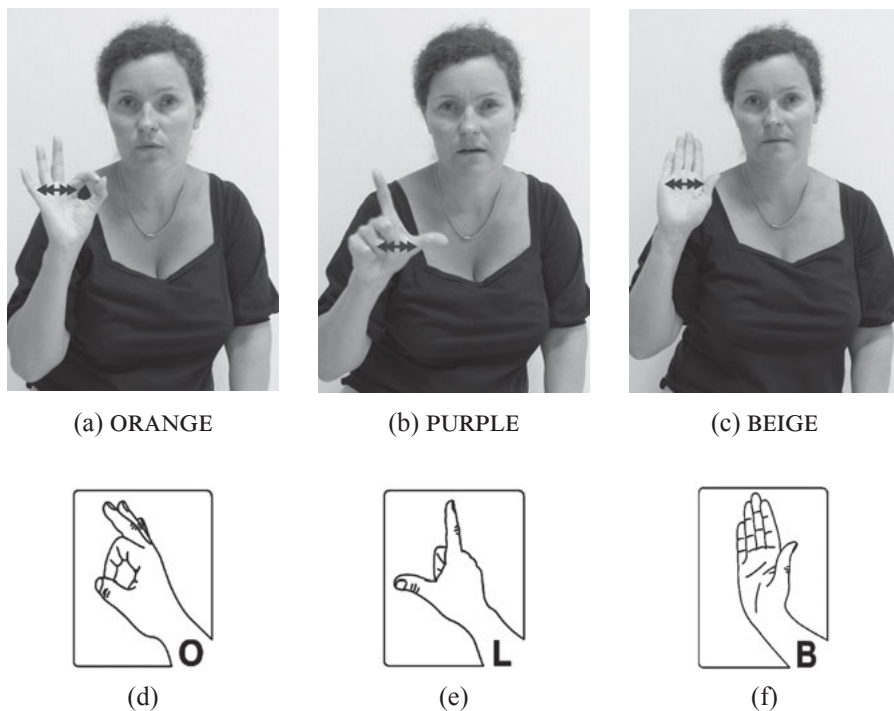 (a) ORANGE
(b) PURPLE
(c) BEIGE
O
L
B
(d)
(e)
(f)